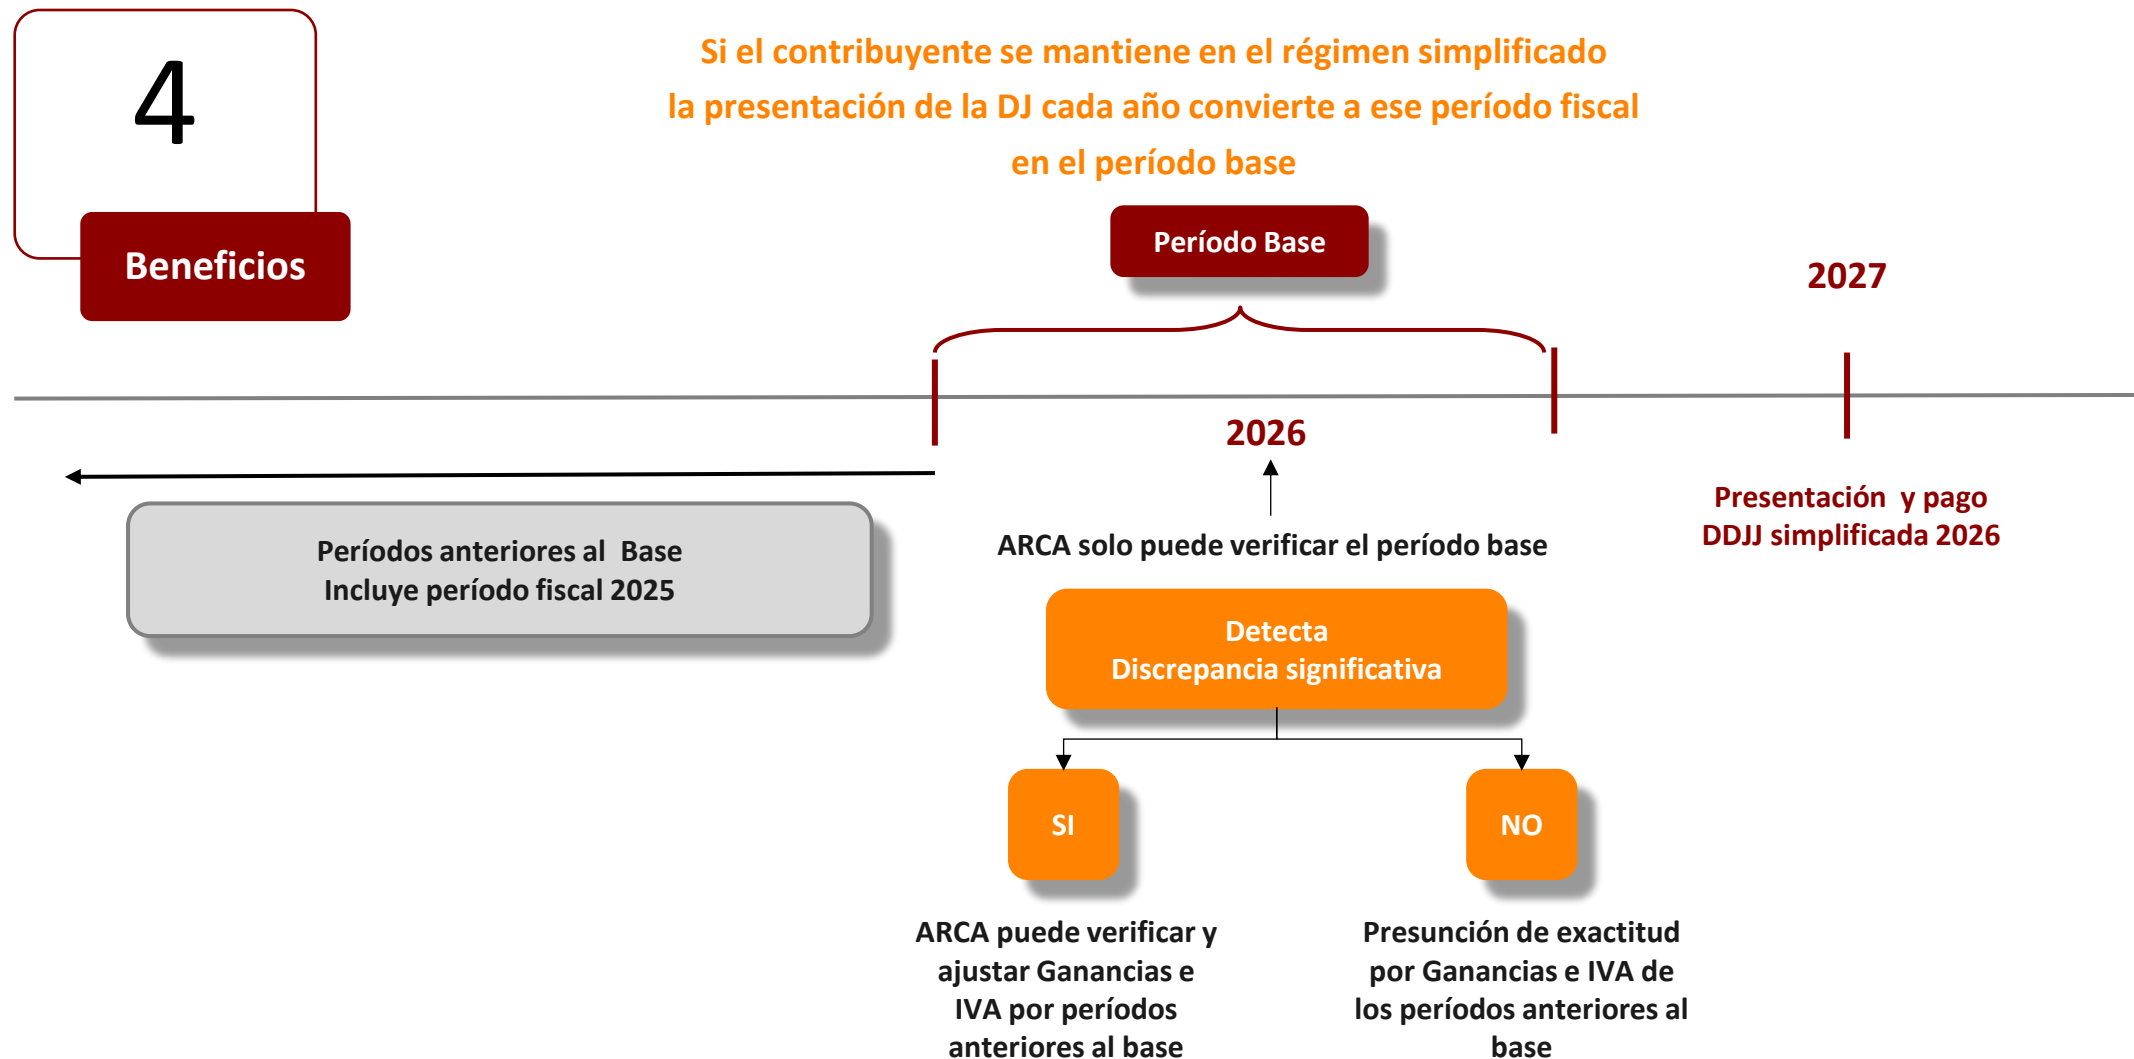 4
Beneficios
Si el contribuyente se mantiene en el régimen simplificado
la presentación de la DJ cada año convierte a ese período fiscal
en el período base
Período Base
2027
2026
Períodos anteriores al Base
Incluye período fiscal 2025
ARCA solo puede verificar el período base
Presentación y pago
DDJJ simplificada 2026
Detecta
Discrepancia significativa
SI
NO
ARCA puede verificar y
ajustar Ganancias e
IVA por períodos
anteriores al base
Presunción de exactitud
por Ganancias e IVA de
los períodos anteriores al
base